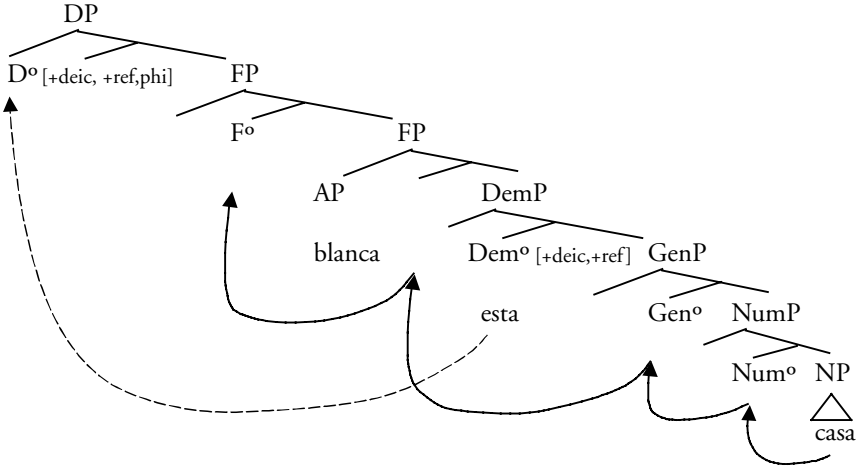 DP
Dº [+deic, +ref,phi] FP
Fº FP
AP DemP
blanca Demº [+deic,+ref] GenP
esta Genº NumP
Numº NP
casa